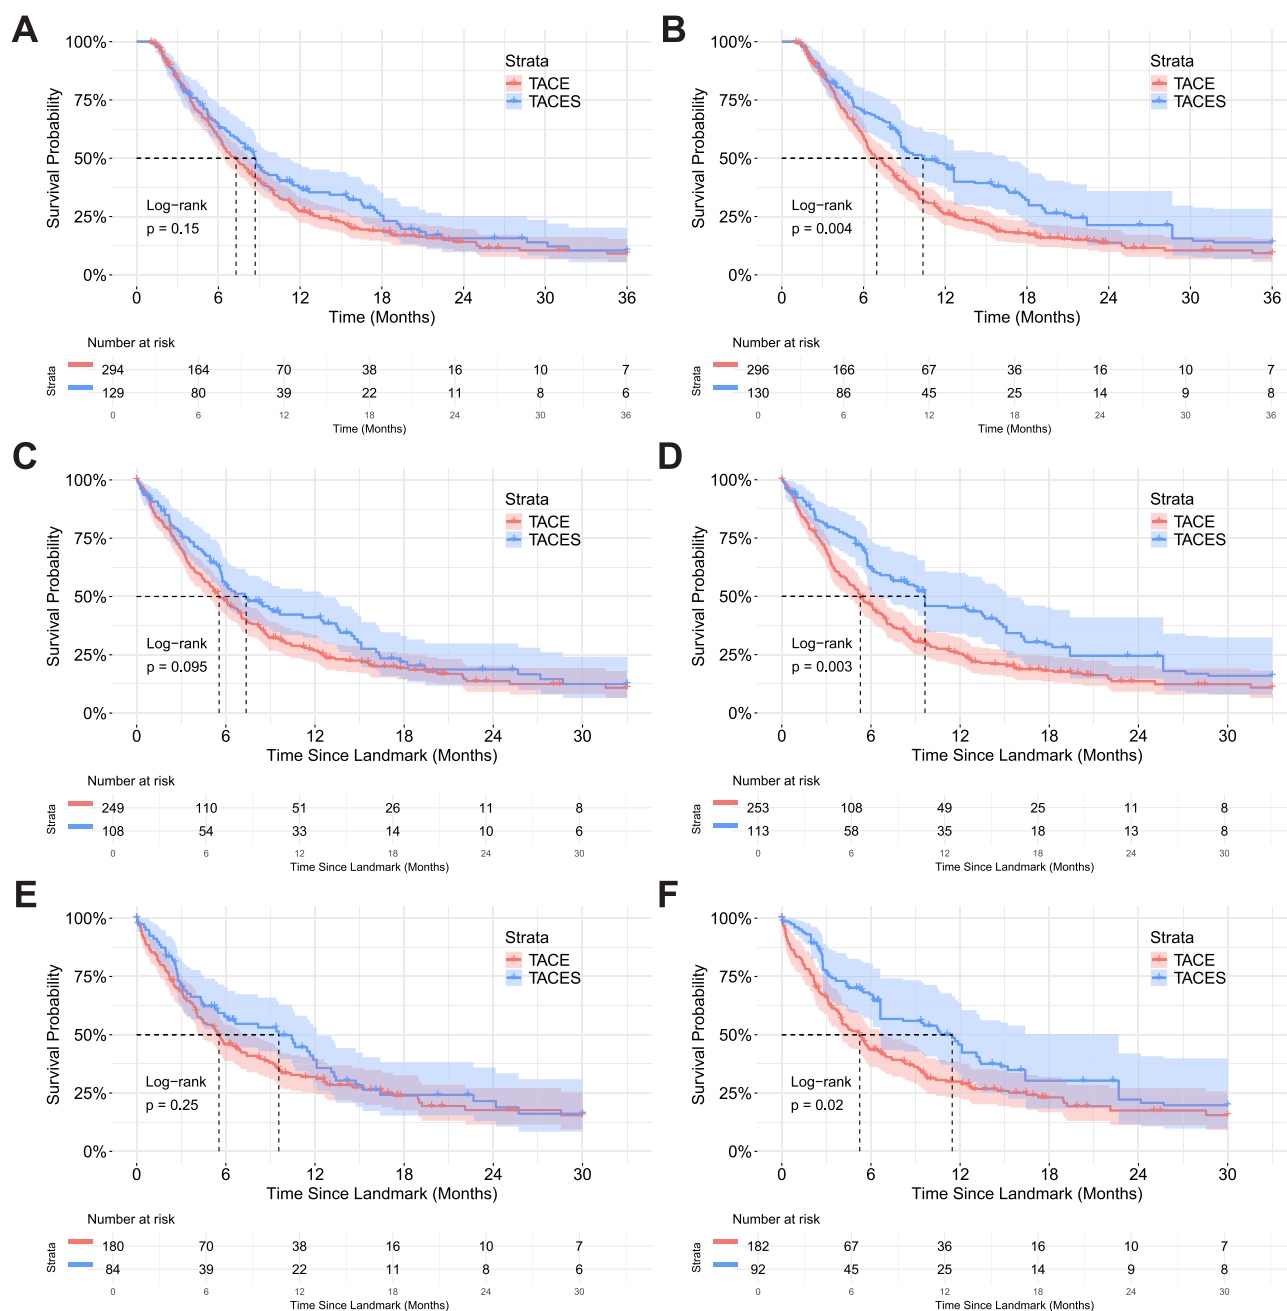 A
100%
75%
50%
25%
0%
Survival Probability
Strata
TACE
TACES
Log-rank
p = 0.15
0 6 12 18 24 30 36
Time (Months)
Number at risk
Strata
294 164 70 38 16 10 7
129 80 39 22 11 8 6
0 6 12 18 24 30 36
Time (Months)
B
100%
75%
50%
25%
0%
Survival Probability
Strata
TACE
TACES
Log-rank
p = 0.004
0 6 12 18 24 30 36
Time (Months)
Number at risk
Strata
296 166 67 36 16 10 7
130 86 45 25 14 9 8
0 6 12 18 24 30 36
Time (Months)
C
100%
75%
50%
25%
0%
Survival Probability
Strata
TACE
TACES
Log-rank
p = 0.095
0 6 12 18 24 30
Time Since Landmark (Months)
Number at risk
Strata
249 110 51 26 11 8
108 54 33 14 10 6
0 6 12 18 24 30
Time Since Landmark (Months)
D
100%
75%
50%
25%
0%
Survival Probability
Strata
TACE
TACES
Log-rank
p = 0.003
0 6 12 18 24 30
Time Since Landmark (Months)
Number at risk
Strata
253 108 49 25 11 8
113 58 35 18 13 8
0 6 12 18 24 30
Time Since Landmark (Months)
E
100%
75%
50%
25%
0%
Survival Probability
Strata
TACE
TACES
Log-rank
p = 0.25
0 6 12 18 24 30
Time Since Landmark (Months)
Number at risk
Strata
180 70 38 16 10 7
84 39 22 11 8 6
0 6 12 18 24 30
Time Since Landmark (Months)
F
100%
75%
50%
25%
0%
Survival Probability
Strata
TACE
TACES
Log-rank
p = 0.02
0 6 12 18 24 30
Time Since Landmark (Months)
Number at risk
Strata
182 67 36 16 10 7
92 45 25 14 9 8
0 6 12 18 24 30
Time Since Landmark (Months)